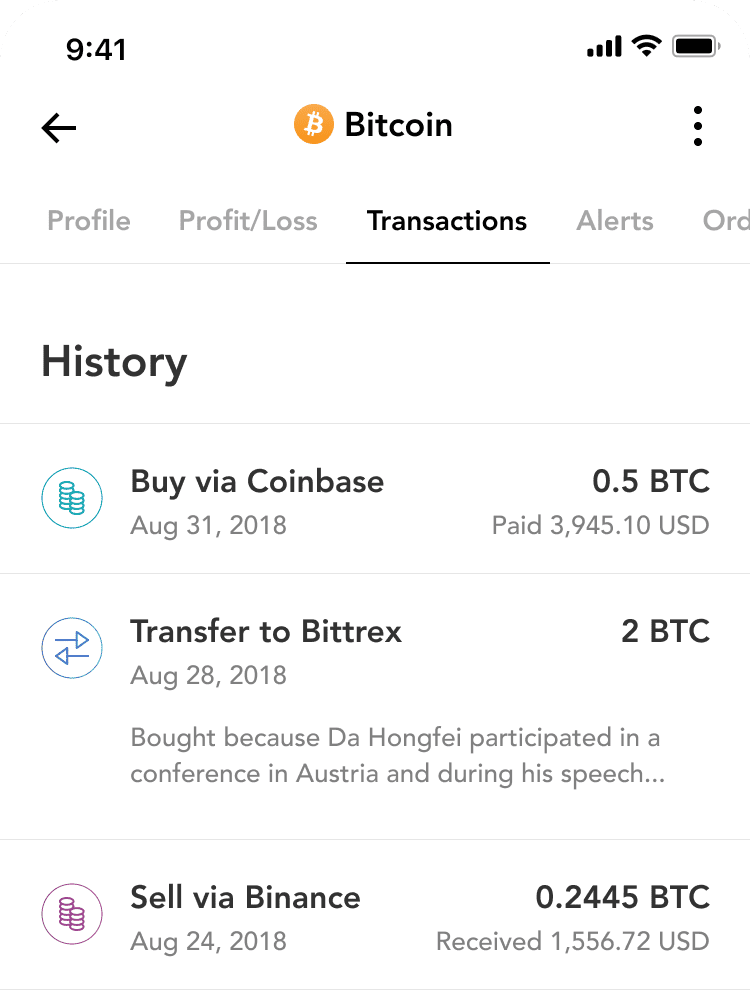 9:41
Bitcoin
Profile Profit/Loss Transactions Alerts Ord
History
Buy via Coinbase 0.5 BTC
Aug 31, 2018 Paid 3,945.10 USD
Transfer to Bittrex 2 BTC
Aug 28, 2018
Bought because Da Hongfei participated in a
conference in Austria and during his speech...
Sell via Binance 0.2445 BTC
Aug 24, 2018 Received 1,556.72 USD